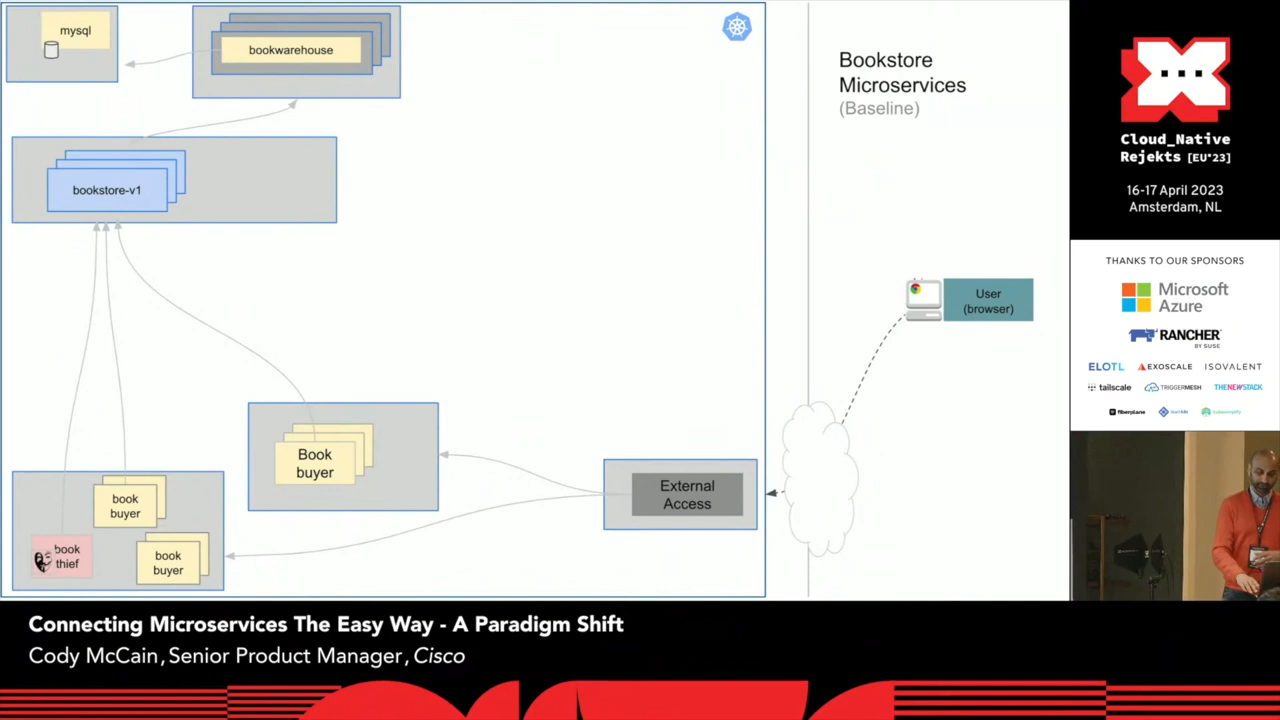 mysql
bookwarehouse
bookstore-v1
Book
buyer
book
buyer
book
thief
book
buyer
External
Access
Bookstore
Microservices
(Baseline)
User
(browser)
Cloud_Native
Rejekts [EU'23]
16-17 April 2023
Amsterdam, NL
THANKS TO OUR SPONSORS
Microsoft
Azure
RANCHER
BY SUSE
ELOTL
EXOSCALE
ISOVALENT
tailscale
TRIGGERMESH
THENEWSTACK
fiberplane
Connecting Microservices The Easy Way - A Paradigm Shift
Cody McCain, Senior Product Manager, Cisco